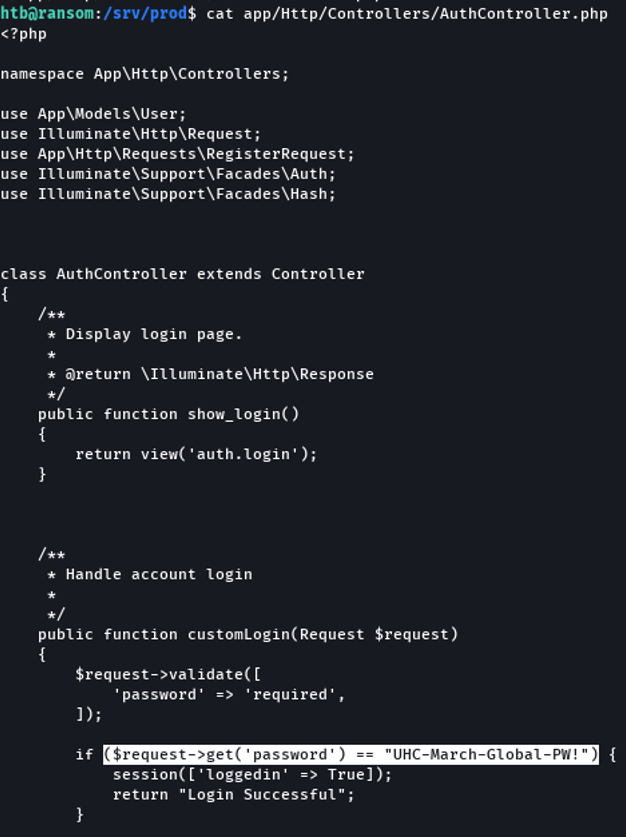 htb@ransom:/srv/prod$ cat app/Http/Controllers/AuthController.php
<?php
namespace App\Http\Controllers;
use App\Models\User;
use Illuminate\Http\Request;
use App\Http\Requests\RegisterRequest;
use Illuminate\Support\Facades\Auth;
use Illuminate\Support\Facades\Hash;
class AuthController extends Controller
{
    /**
     * Display login page.
     *
     * @return \Illuminate\Http\Response
     */
    public function show_login()
    {
        return view('auth.login');
    }
    /**
     * Handle account login
     *
     */
    public function customLogin(Request $request)
    {
        $request->validate([
            'password' => 'required',
        ]);
        if ($request->get('password') == "UHC-March-Global-PW!") {
            session(['loggedin' => True]);
            return "Login Successful";
        }